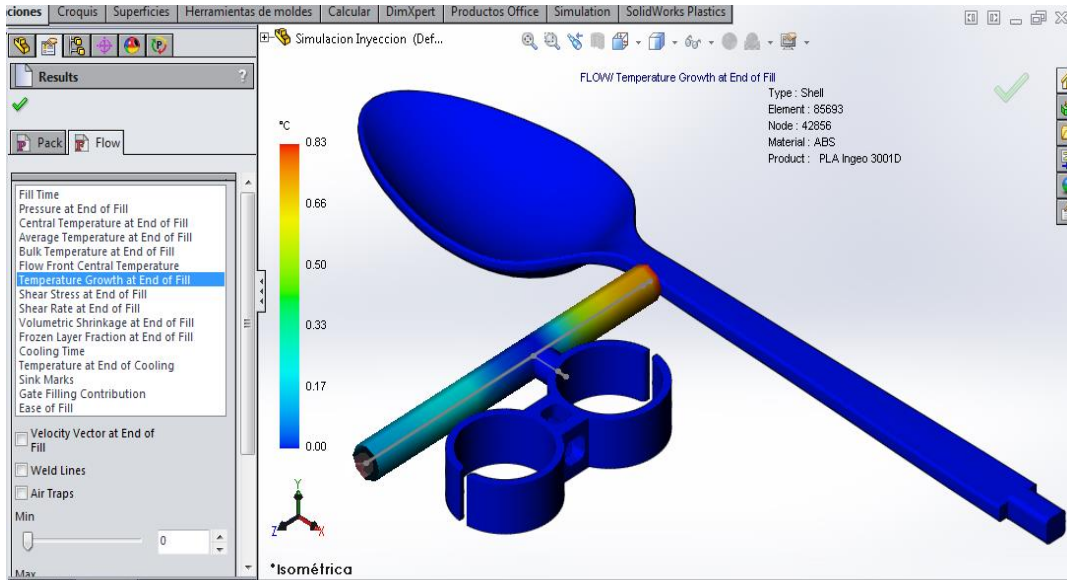 ciones Croquis Superficies Herramientas de moldes Calcular DimXpert Productos Office Simulation SolidWorks Plastics
Simulacion Inyeccion (Def...
Results ?
Pack Flow
Fill Time
Pressure at End of Fill
Central Temperature at End of Fill
Average Temperature at End of Fill
Bulk Temperature at End of Fill
Flow Front Central Temperature
Temperature Growth at End of Fill
Shear Stress at End of Fill
Shear Rate at End of Fill
Volumetric Shrinkage at End of Fill
Frozen Layer Fraction at End of Fill
Cooling Time
Temperature at End of Cooling
Sink Marks
Gate Filling Contribution
Ease of Fill
Velocity Vector at End of
Fill
Weld Lines
Air Traps
Min
0
Max
FLOW/ Temperature Growth at End of Fill
Type : Shell
Element : 85693
Node : 42856
Material : ABS
Product : PLA Ingeo 3001D
°C
0.83
0.66
0.50
0.33
0.17
0.00
Y
Z X
*Isométrica